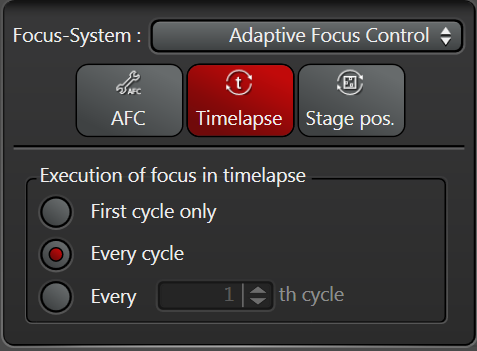 Focus-System : Adaptive Focus Control
AFC
AFC Timelapse Stage pos.
Execution of focus in timelapse
First cycle only
Every cycle
Every 1 th cycle